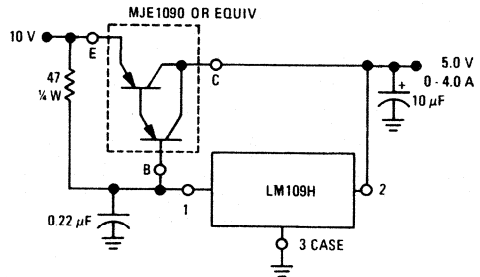 MJE1090 OR EQUIV
10 V
E
C
5.0 V
0 - 4.0 A
47
¼ W
+
10 µF
B
LM109H
1
2
0.22 µF
3 CASE